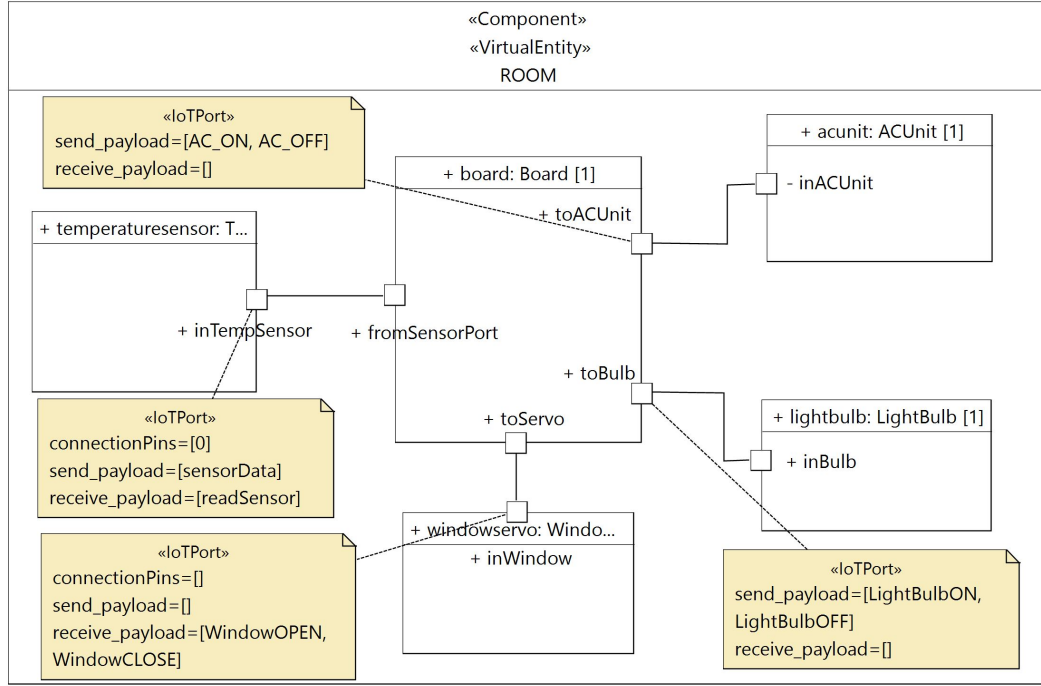 «Component»
«VirtualEntity»
ROOM
«IoTPort»
send_payload=[AC_ON, AC_OFF]
receive_payload=[]
+ board: Board [1]
+ toACUnit
+ acunit: ACUnit [1]
- inACUnit
+ temperaturesensor: T...
+ inTempSensor
+ fromSensorPort
+ toBulb
+ toServo
«IoTPort»
connectionPins=[0]
send_payload=[sensorData]
receive_payload=[readSensor]
+ lightbulb: LightBulb [1]
+ inBulb
+ windowservo: Windo...
+ inWindow
«IoTPort»
connectionPins=[]
send_payload=[]
receive_payload=[WindowOPEN,
WindowCLOSE]
«IoTPort»
send_payload=[LightBulbON,
LightBulbOFF]
receive_payload=[]